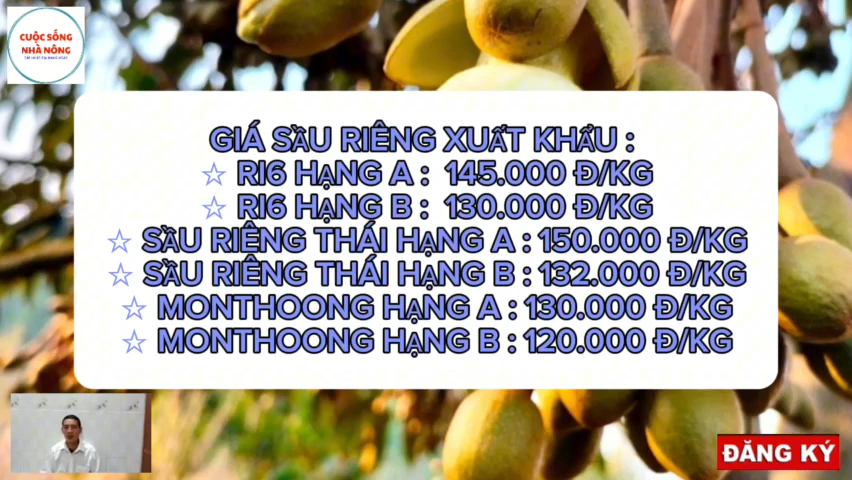 CUỘC SỐNG
NHÀ NÔNG
GIÁ SẦU RIÊNG XUẤT KHẨU :
☆ RI6 HẠNG A : 145.000 Đ/KG
☆ RI6 HẠNG B : 130.000 Đ/KG
☆ SẦU RIÊNG THÁI HẠNG A : 150.000 Đ/KG
☆ SẦU RIÊNG THÁI HẠNG B : 132.000 Đ/KG
☆ MONTHOONG HẠNG A : 130.000 Đ/KG
☆ MONTHOONG HẠNG B : 120.000 Đ/KG
ĐĂNG KÝ